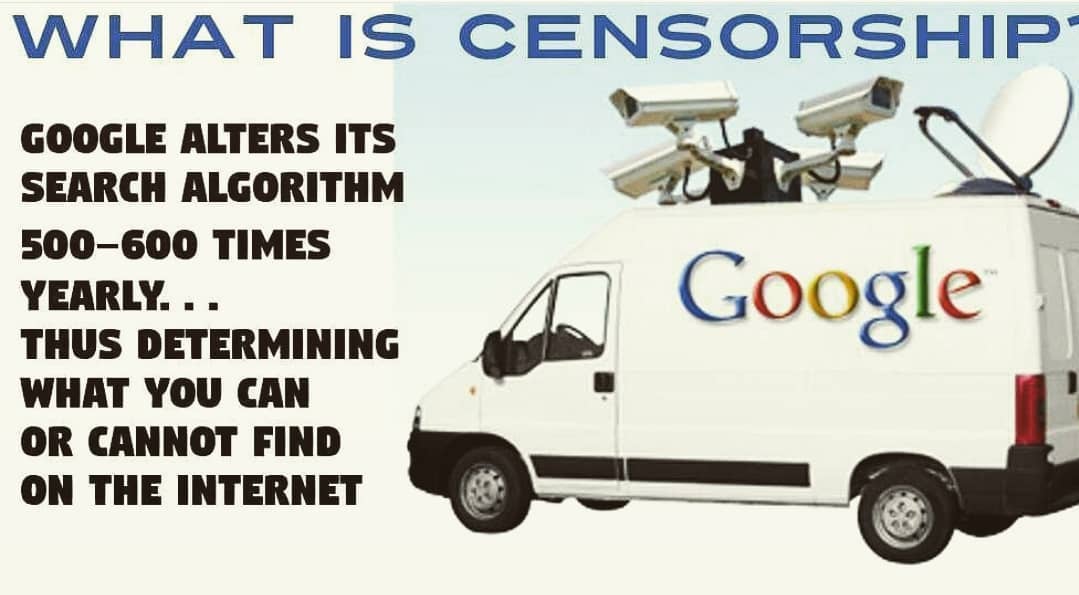 WHAT IS CENSORSHIP?
GOOGLE ALTERS ITS
SEARCH ALGORITHM
500–600 TIMES
YEARLY. . .
THUS DETERMINING
WHAT YOU CAN
OR CANNOT FIND
ON THE INTERNET
Google™